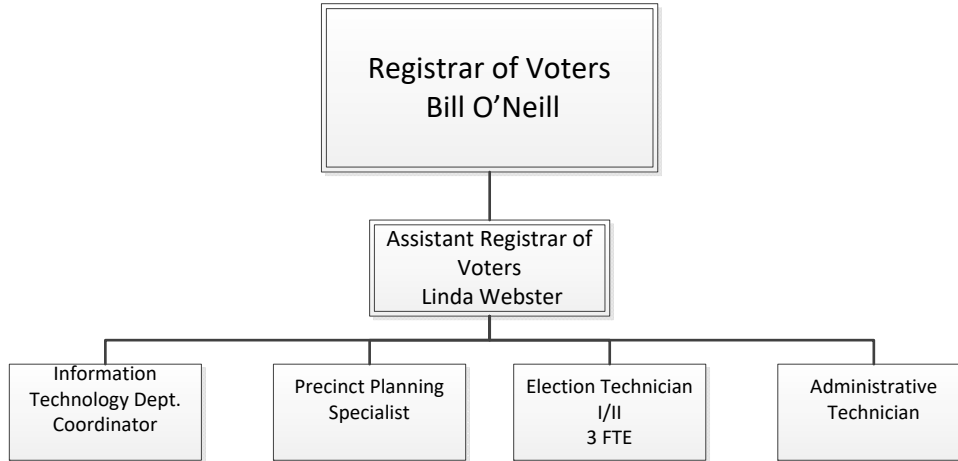 Registrar of Voters
Bill O’Neill
Assistant Registrar of
Voters
Linda Webster
Information
Technology Dept.
Coordinator
Precinct Planning
Specialist
Election Technician
I/II
3 FTE
Administrative
Technician